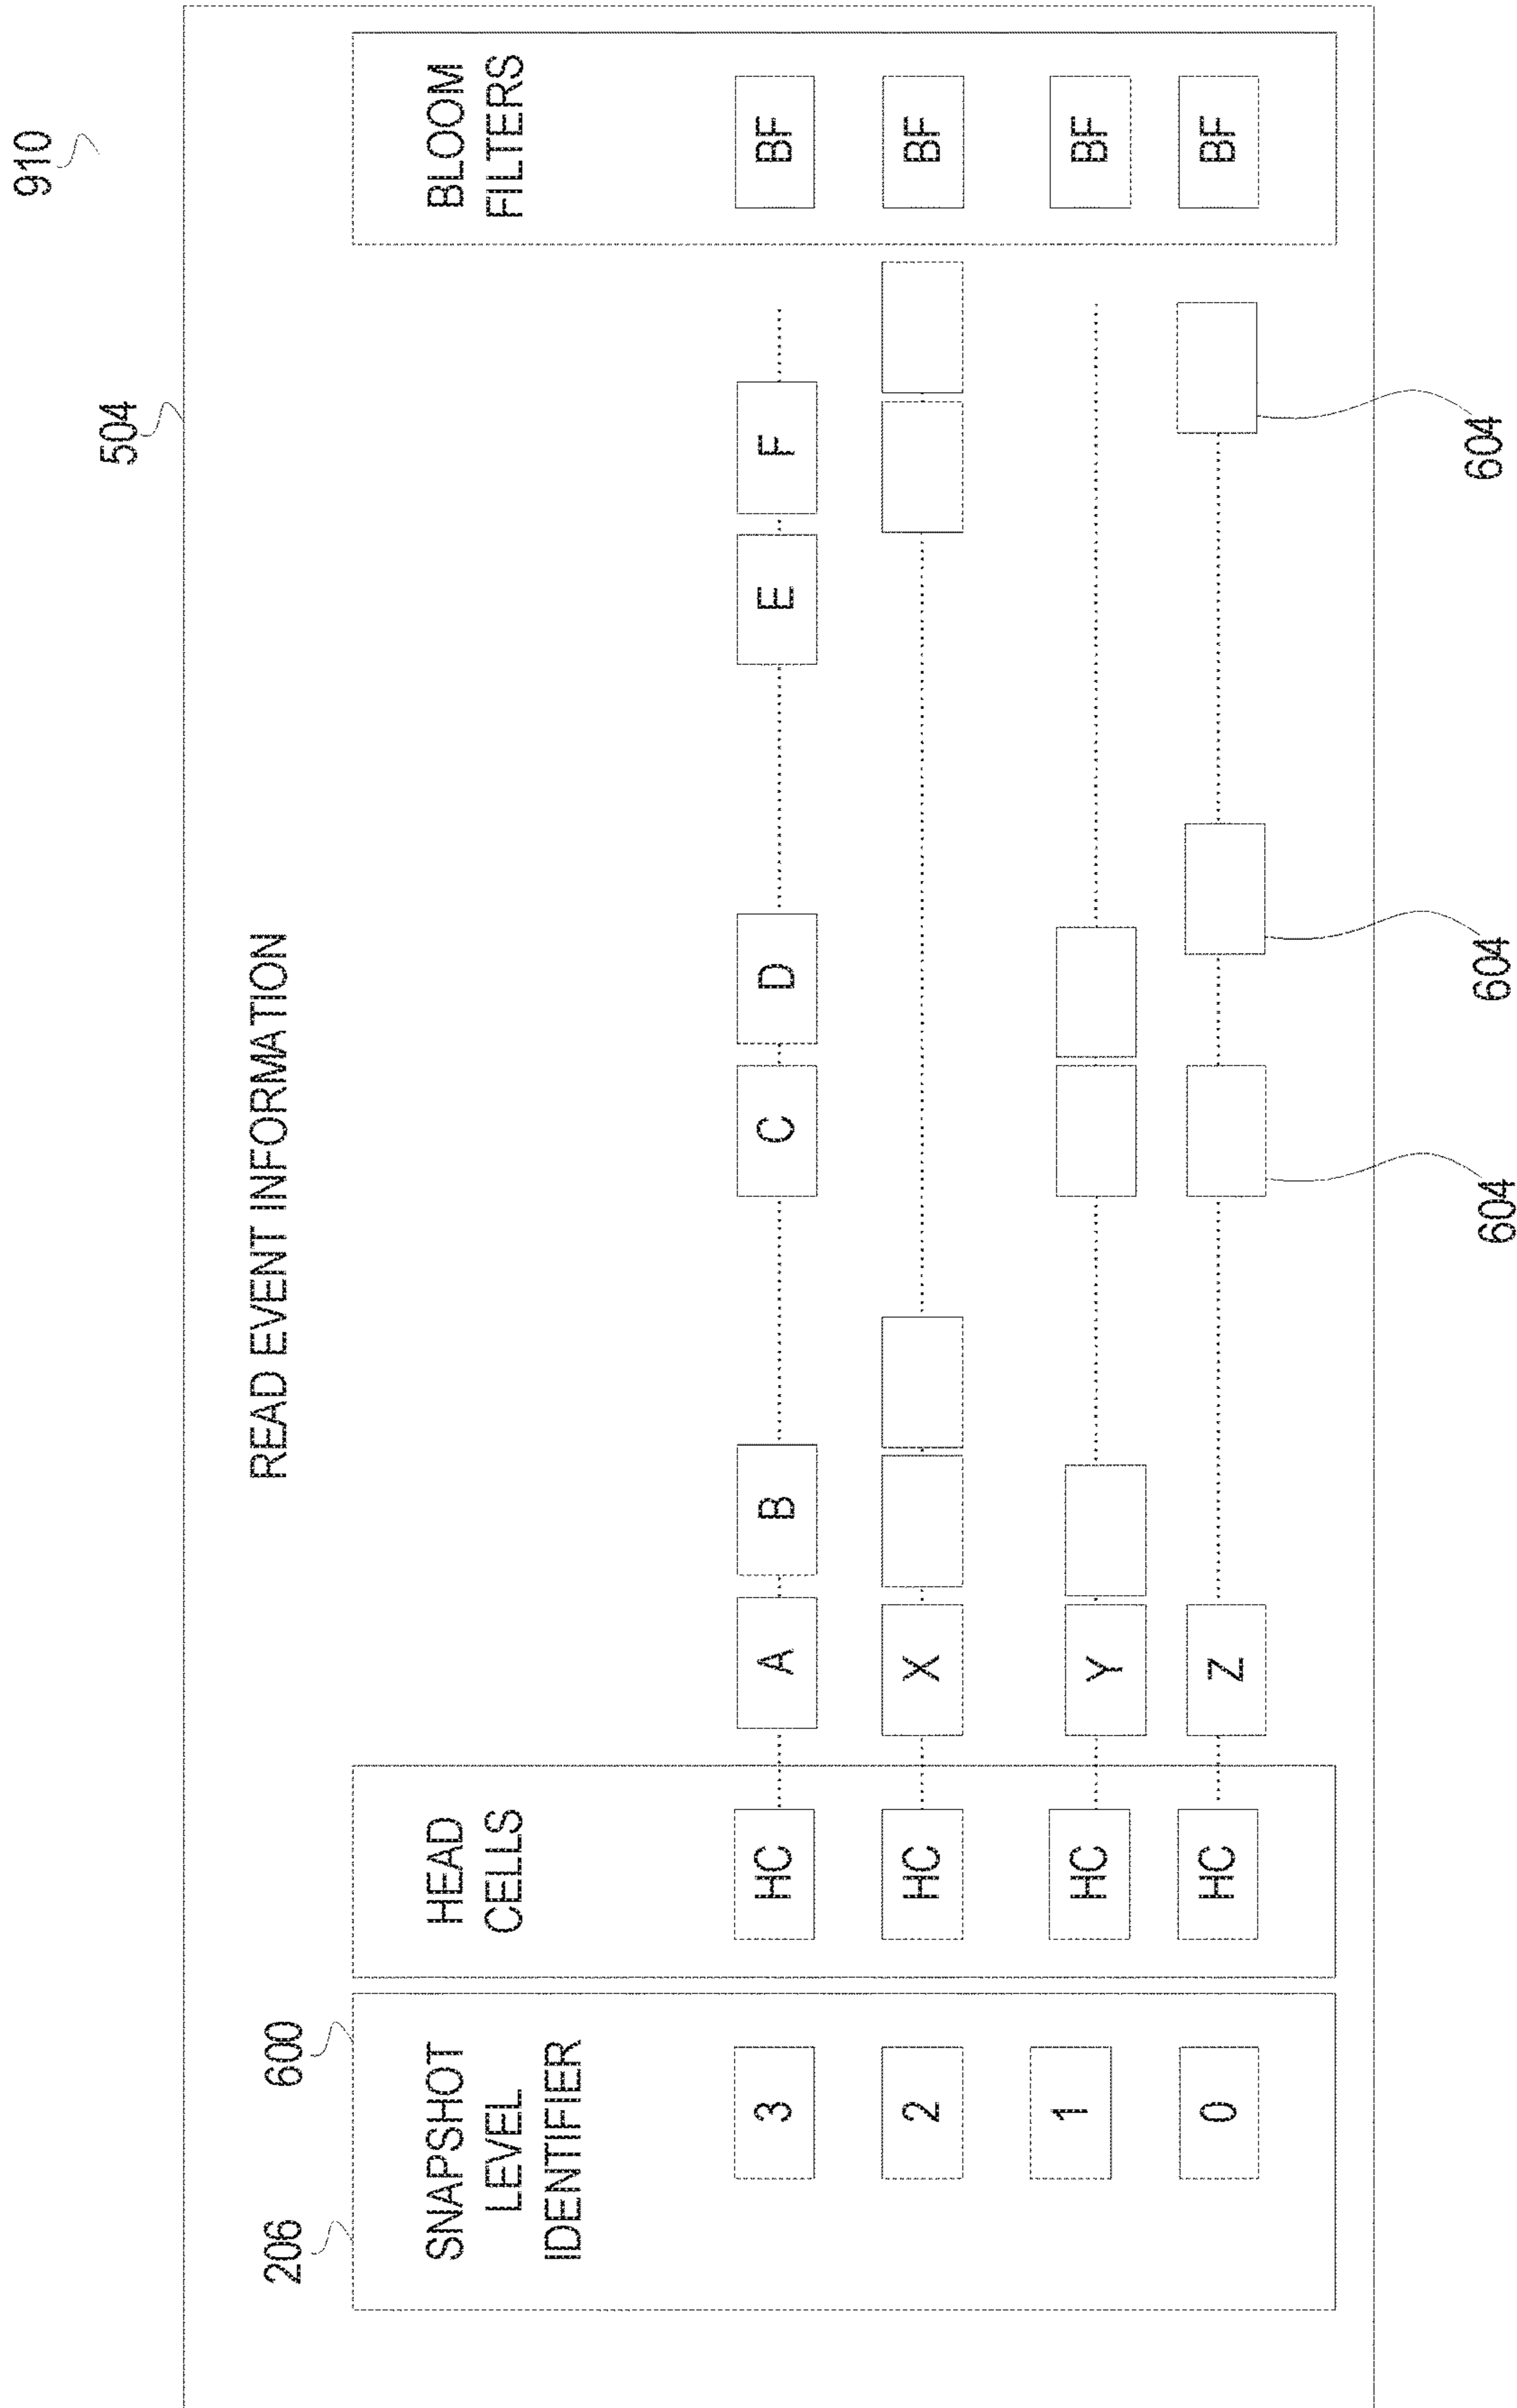 910
504
READ EVENT INFORMATION
206
600
SNAPSHOT
LEVEL
IDENTIFIER
HEAD
CELLS
BLOOM
FILTERS
3 HC A B C D E F BF
2 HC X BF
1 HC Y BF
0 HC Z BF
604
604
604